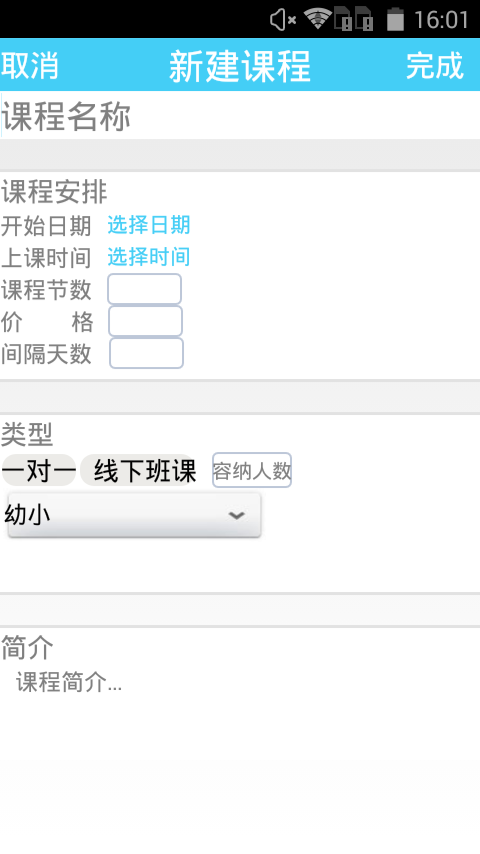 16:01
取消 新建课程 完成
课程名称
课程安排
开始日期 选择日期
上课时间 选择时间
课程节数
价 格
间隔天数
类型
一对一 线下班课 容纳人数
幼小
简介
课程简介...